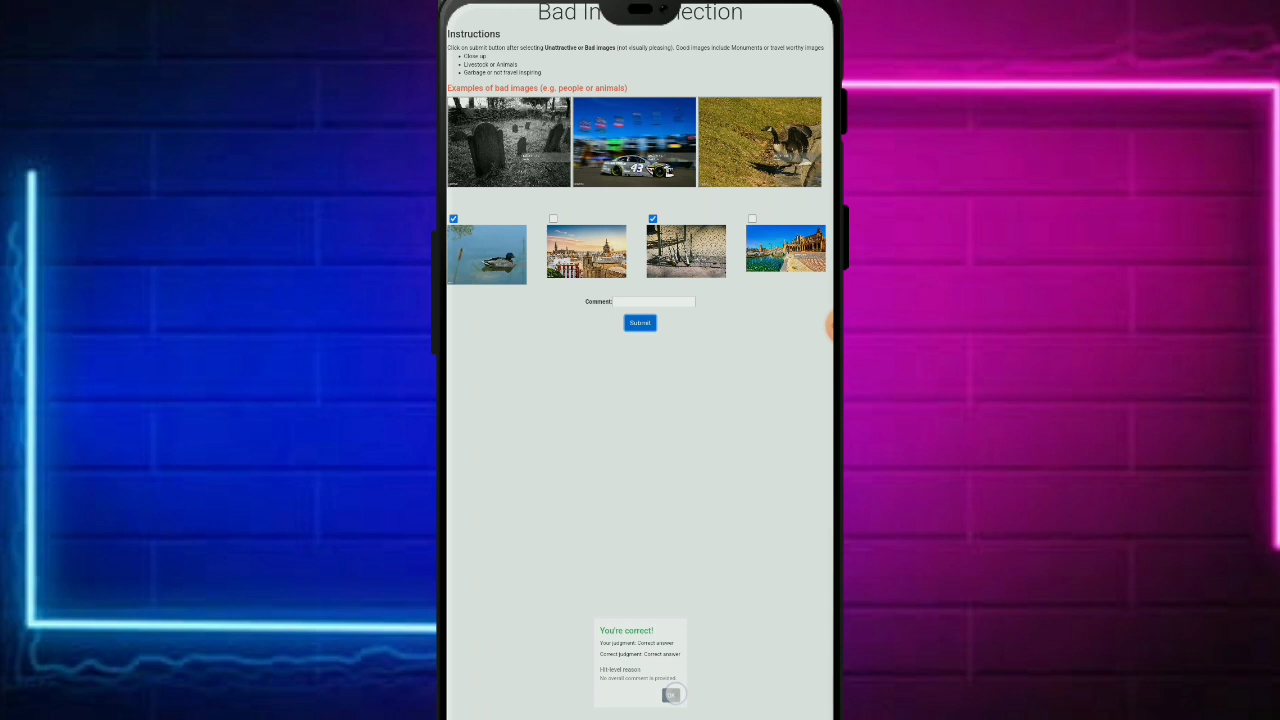 Bad In    ection
Instructions
Click on submit button after selecting Unattractive or Bad images (not visually pleasing). Good images include Monuments or travel worthy images
• Close up
• Livestock or Animals
• Garbage or not travel inspiring.
Examples of bad images (e.g. people or animals)
43
Comment:
Submit
You're correct!
Your judgment: Correct answer
Correct judgment: Correct answer
Hit-level reason
No overall comment is provided.
OK